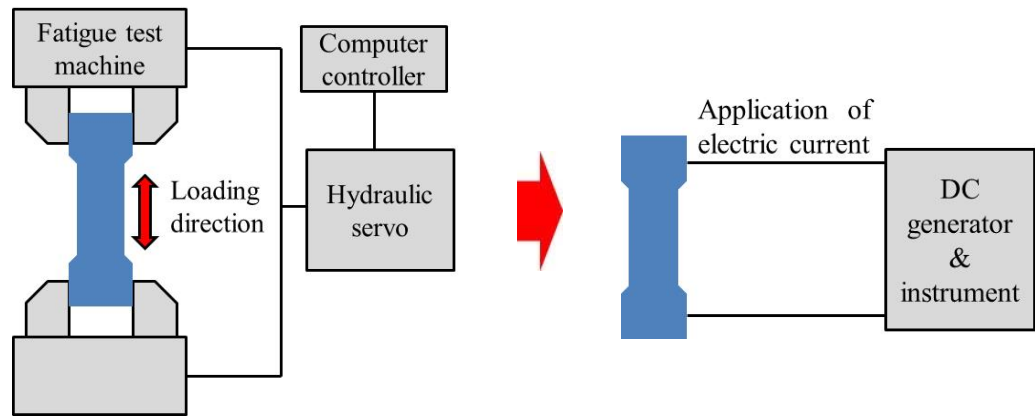 Fatigue test
machine
Computer
controller
Loading
direction
Hydraulic
servo
Application of
electric current
DC
generator
&
instrument